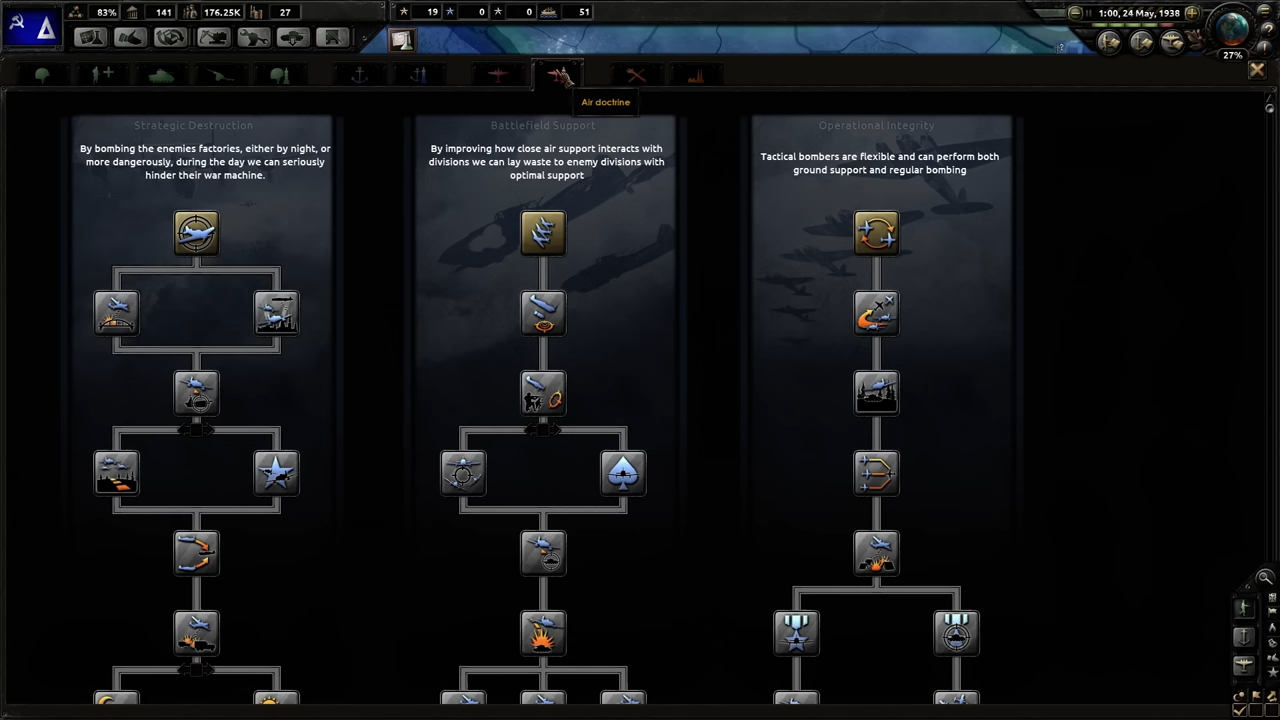 83%
141
176.25K
27
19
0
0
51
1:00, 24 May, 1938
27%
Air doctrine
Strategic Destruction
By bombing the enemies factories, either by night, or
more dangerously, during the day we can seriously
hinder their war machine.
Battlefield Support
By improving how close air support interacts with
divisions we can lay waste to enemy divisions with
optimal support
Operational Integrity
Tactical bombers are flexible and can perform both
ground support and regular bombing